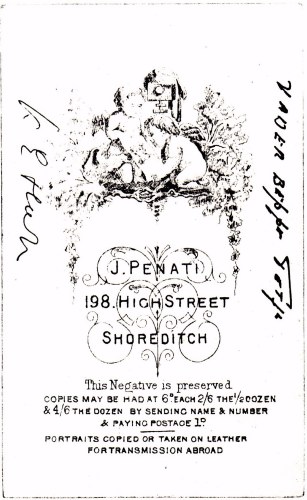 J. PENATI
198. HIGH STREET
SHOREDITCH
This Negative is preserved
COPIES MAY BE HAD AT 6D EACH 2/6 THE 1/2 DOZEN
& 4/6 THE DOZEN BY SENDING NAME & NUMBER
& PAYING POSTAGE 1D
PORTRAITS COPIED OR TAKEN ON LEATHER
FOR TRANSMISSION ABROAD